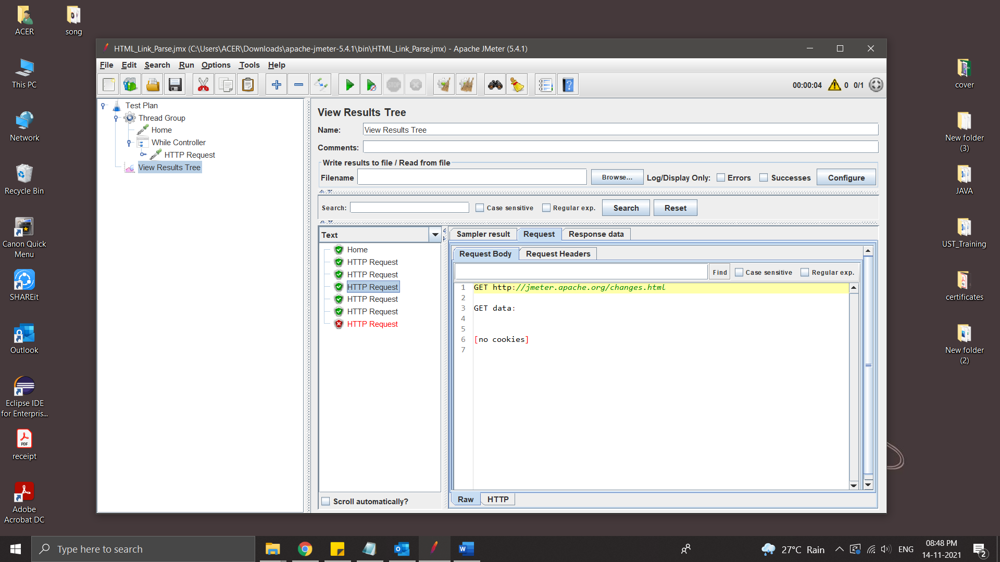 ACER
song
This PC
Network
Recycle Bin
Canon Quick
Menu
SHAREit
Outlook
Eclipse IDE
for Enterpris...
receipt
Adobe
Acrobat DC
HTML_Link_Parse.jmx (C:\Users\ACER\Downloads\apache-jmeter-5.4.1\bin\HTML_Link_Parse.jmx) - Apache JMeter (5.4.1)
File Edit Search Run Options Tools Help
STOP
00:00:04 0 0/1
Test Plan
Thread Group
Home
While Controller
HTTP Request
View Results Tree
View Results Tree
Name: View Results Tree
Comments:
Write results to file / Read from file
Filename Browse... Log/Display Only: Errors Successes Configure
Search: Case sensitive Regular exp. Search Reset
Text
Home
HTTP Request
HTTP Request
HTTP Request
HTTP Request
HTTP Request
HTTP Request
Scroll automatically?
Sampler result Request Response data
Request Body Request Headers
Find Case sensitive Regular exp.
1 GET http://jmeter.apache.org/changes.html
2
3 GET data:
4
5
6 [no cookies]
7
Raw HTTP
cover
New folder
(3)
JAVA
UST_Training
certificates
New folder
(2)
Type here to search
27°C Rain
ENG
08:48 PM
14-11-2021
2